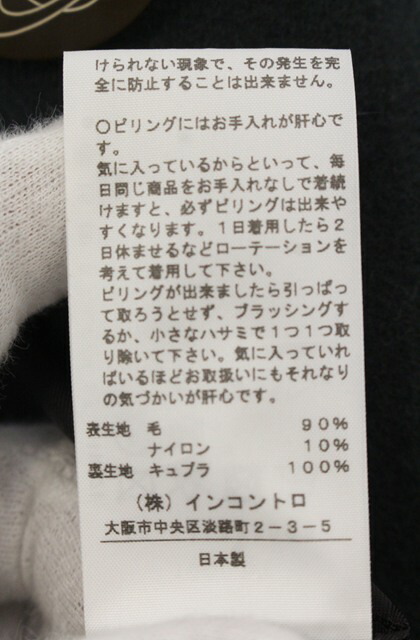 けられない現象で、その発生を完
全に防止することは出来ません。
○ピリングにはお手入れが肝心で
す。
気に入っているからといって、毎
日同じ商品をお手入れなしで着続
けますと、必ずピリングは出来や
すくなります。１日着用したら２
日休ませるなどローテーションを
考えて着用して下さい。
ピリングが出来ましたら引っぱっ
て取ろうとせず、ブラッシングす
るか、小さなハサミで１つ１つ取
り除いて下さい。気に入っていれ
ばいるほどお取扱いにもそれなり
の気づかいが肝心です。
表生地 毛 ９０％
ナイロン １０％
裏生地 キュプラ １００％
（株）インコントロ
大阪市中央区淡路町２－３－５
日本製